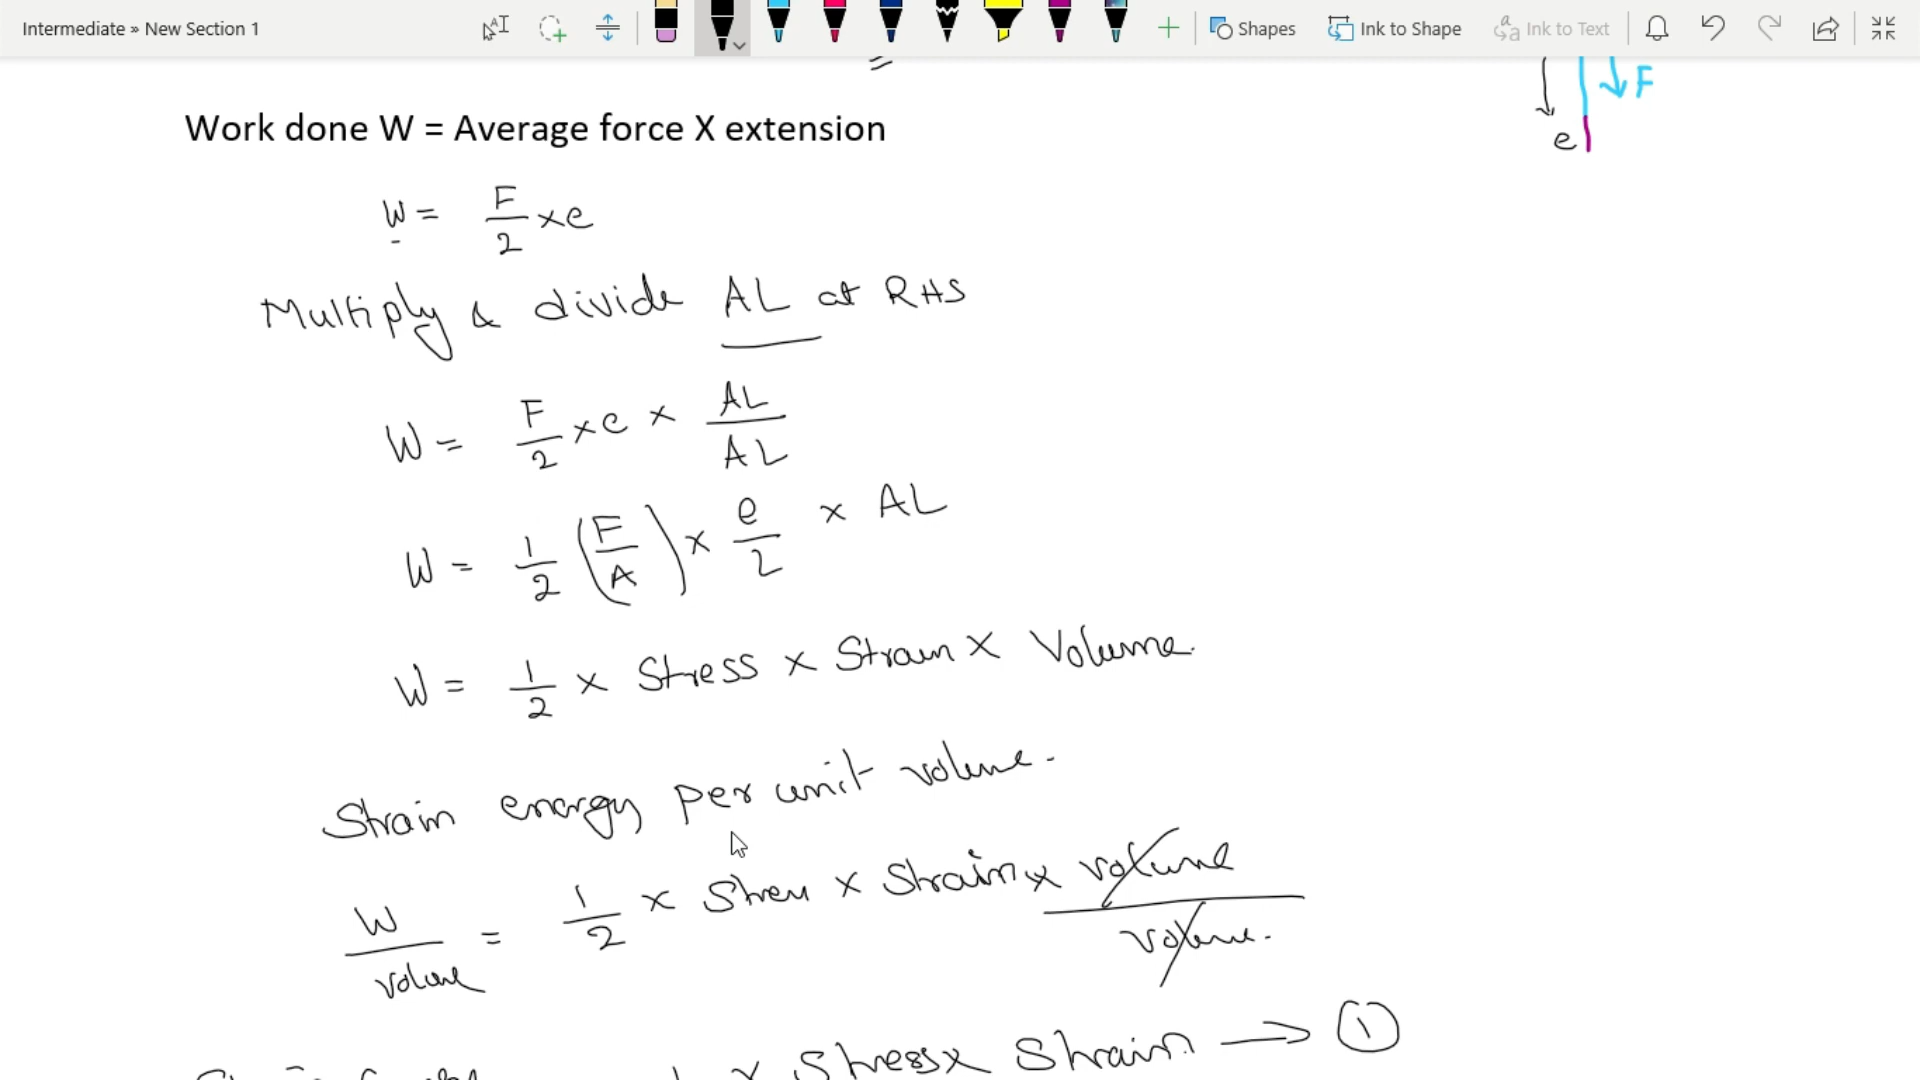 Intermediate » New Section 1
Shapes
Ink to Shape
Ink to Text
=
F
e
Work done W = Average force X extension
W = F/2 × e
Multiply & divide AL at RHS
W = F/2 × e × AL/AL
W = 1/2 (F/A) × e/L × AL
W = 1/2 × Stress × Strain × Volume.
Strain energy per unit volume.
W/volume = 1/2 × Stress × Strain × volume/volume.
× Stress × Strain → 1